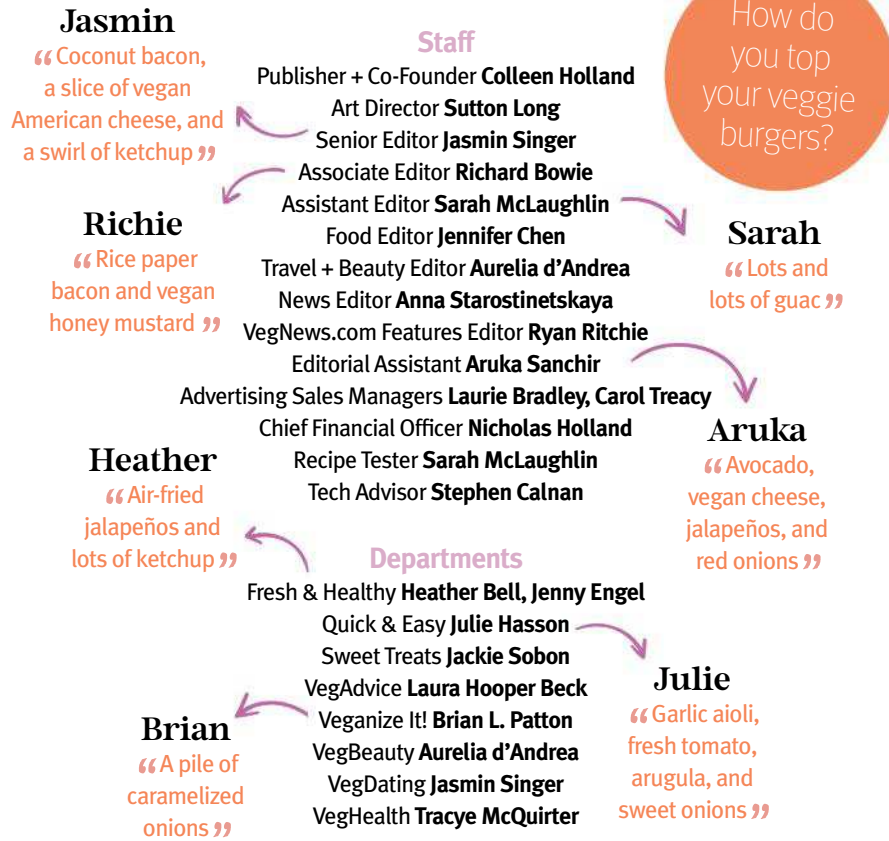 How do
you top
your veggie
burgers?
Jasmin
“Coconut bacon,
a slice of vegan
American cheese, and
a swirl of ketchup”
Richie
“Rice paper
bacon and vegan
honey mustard”
Heather
“Air-fried
jalapeños and
lots of ketchup”
Brian
“A pile of
caramelized
onions”
Staff
Publisher + Co-Founder Colleen Holland
Art Director Sutton Long
Senior Editor Jasmin Singer
Associate Editor Richard Bowie
Assistant Editor Sarah McLaughlin
Food Editor Jennifer Chen
Travel + Beauty Editor Aurelia d’Andrea
News Editor Anna Starostinetskaya
VegNews.com Features Editor Ryan Ritchie
Editorial Assistant Aruka Sanchir
Advertising Sales Managers Laurie Bradley, Carol Treacy
Chief Financial Officer Nicholas Holland
Recipe Tester Sarah McLaughlin
Tech Advisor Stephen Calnan
Departments
Fresh & Healthy Heather Bell, Jenny Engel
Quick & Easy Julie Hasson
Sweet Treats Jackie Sobon
VegAdvice Laura Hooper Beck
Veganize It! Brian L. Patton
VegBeauty Aurelia d’Andrea
VegDating Jasmin Singer
VegHealth Tracye McQuirter
Sarah
“Lots and
lots of guac”
Aruka
“Avocado,
vegan cheese,
jalapeños, and
red onions”
Julie
“Garlic aioli,
fresh tomato,
arugula, and
sweet onions”